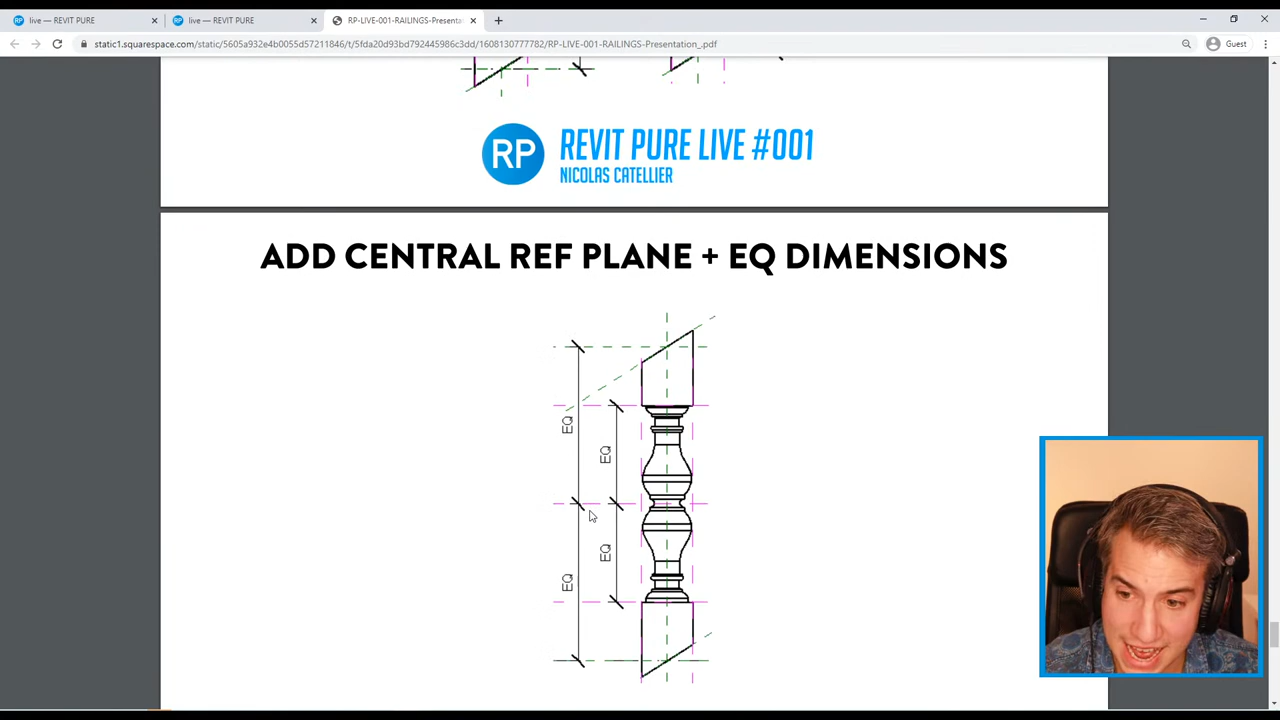 live — REVIT PURE
live — REVIT PURE
RP-LIVE-001-RAILINGS-Presentatio
static1.squarespace.com/static/5605a932e4b0055d57211846/t/5fda20d93bd792445986c3dd/1608130777782/RP-LIVE-001-RAILINGS-Presentation_.pdf
Guest
RP
REVIT PURE LIVE #001
NICOLAS CATELLIER
ADD CENTRAL REF PLANE + EQ DIMENSIONS
EQ
EQ
EQ
EQ